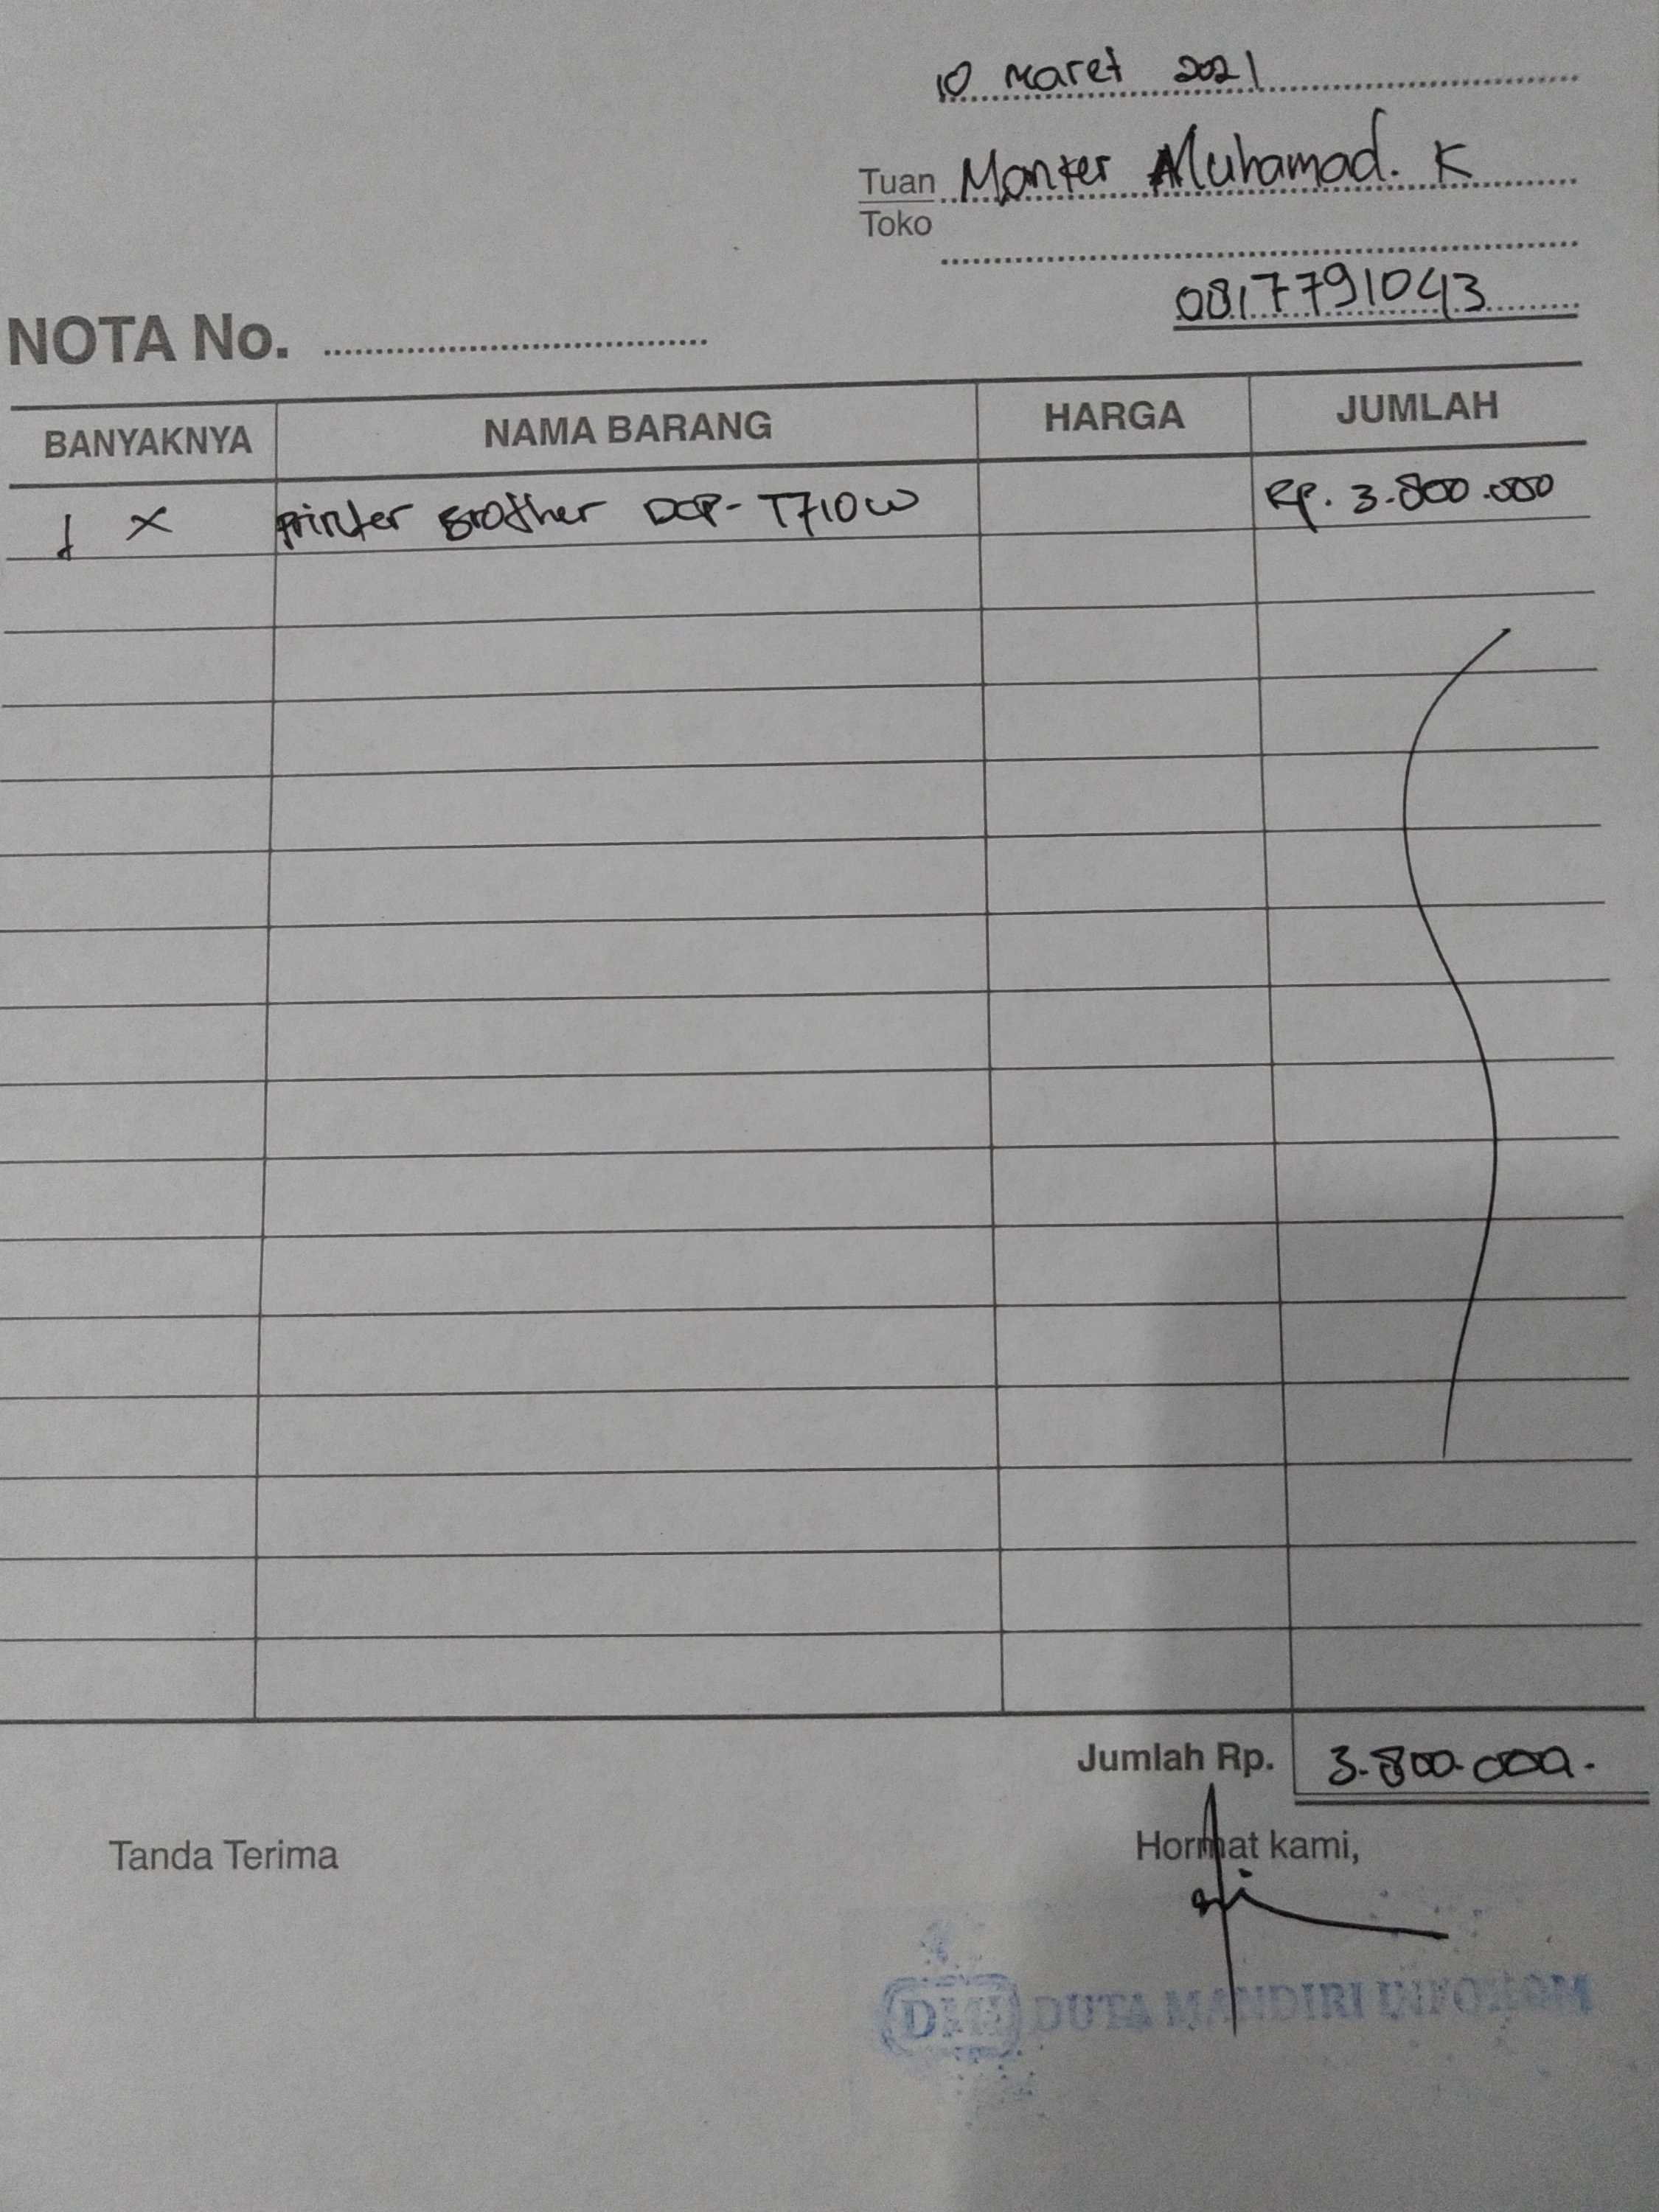 10 Maret 2021
Tuan Monter Muhamad. K
Toko
0817791043
NOTA No.
BANYAKNYA NAMA BARANG HARGA JUMLAH
1 X printer Brother DCP-T710W Rp. 3.800.000
Jumlah Rp. 3.800.000.
Tanda Terima Hormat kami,
DMI DUTA MANDIRI INFOKOM